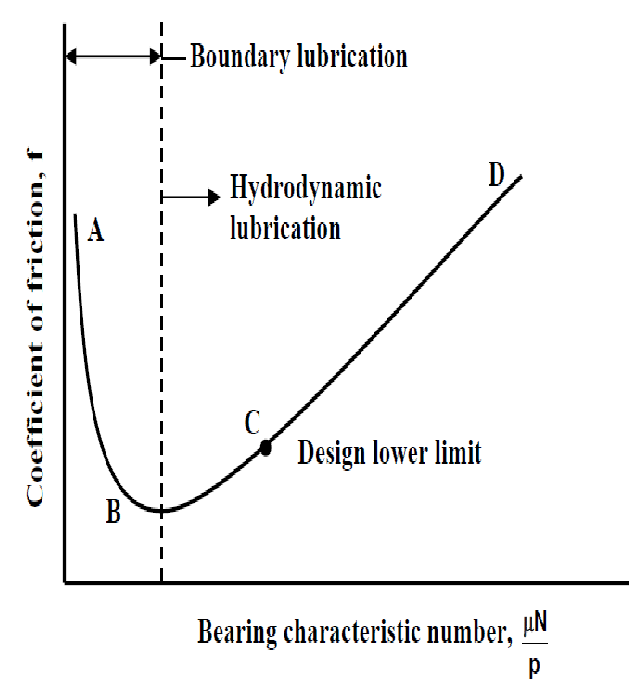 Boundary lubrication
Hydrodynamic
lubrication
A
B
C
D
Design lower limit
Coefficient of friction, f
Bearing characteristic number, μN
p